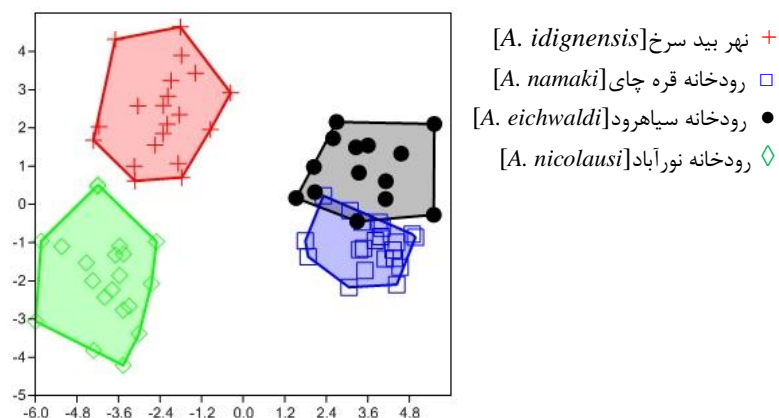 نهر بید سرخ[A. idignensis]
رودخانه قره چای[A. namaki]
رودخانه سیاهرود[A. eichwaldi]
رودخانه نورآباد[A. nicolausi]
4
3
2
1
0
-1
-2
-3
-4
-5
-6.0 -4.8 -3.6 -2.4 -1.2 0.0 1.2 2.4 3.6 4.8